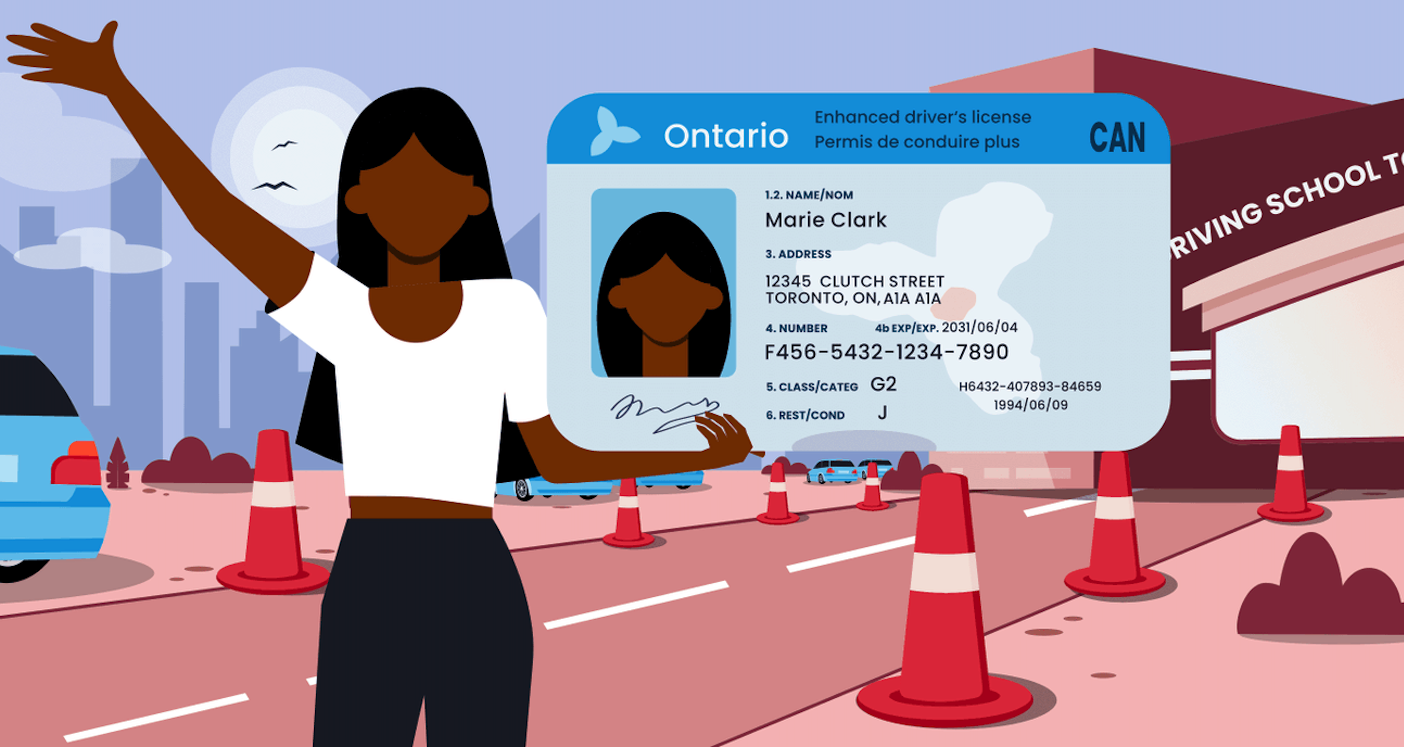 Ontario
Enhanced driver's license
Permis de conduire plus
CAN
1.2. NAME/NOM
Marie Clark
3. ADDRESS
12345 CLUTCH STREET
TORONTO, ON, A1A A1A
4. NUMBER 4b EXP/EXP. 2031/06/04
F456-5432-1234-7890
5. CLASS/CATEG G2 H6432-407893-84659
6. REST/COND J 1994/06/09
RIVING SCHOOL TO